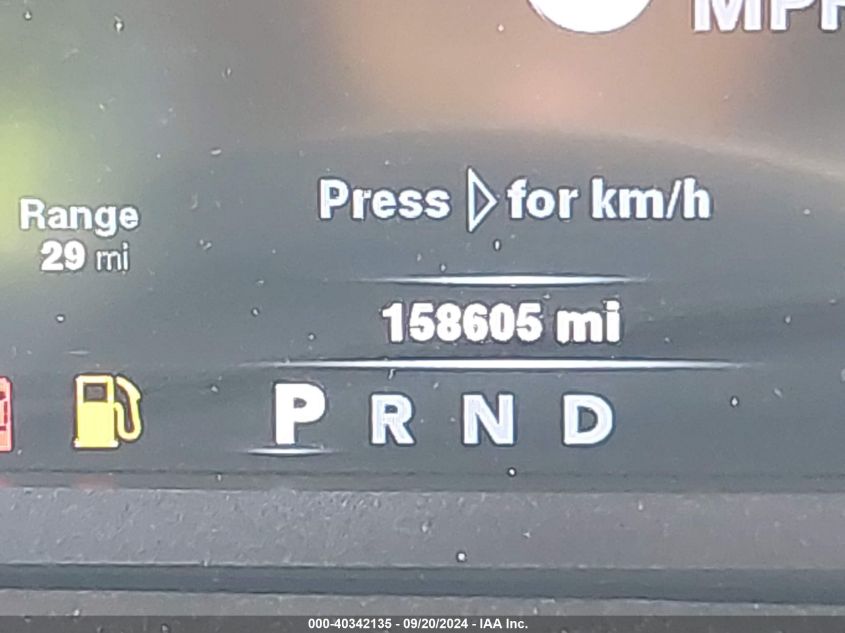 MPH
Range
29 mi
Press for km/h
158605 mi
P R N D
000-40342135 - 09/20/2024 - IAA Inc.